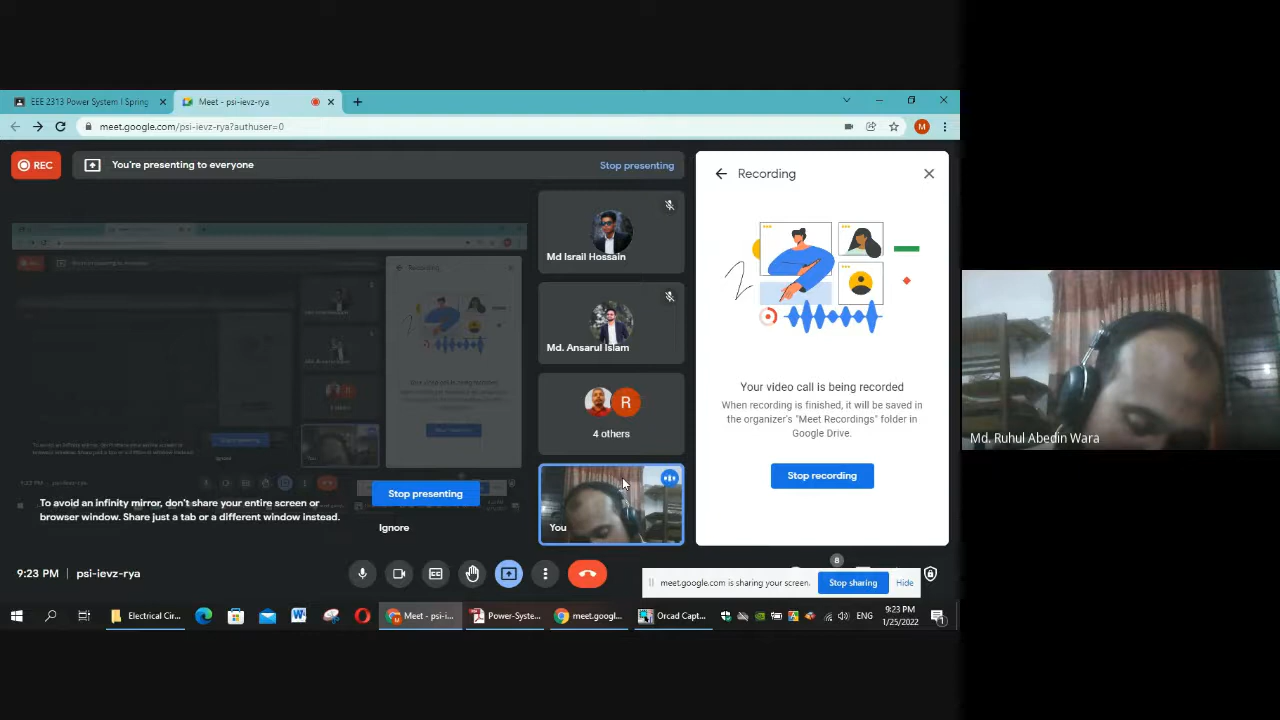 EEE 2313 Power System I Spring
Meet - psi-ievz-rya
meet.google.com/psi-ievz-rya?authuser=0
M
REC
You're presenting to everyone
Stop presenting
Recording
Md Israil Hossain
Md. Ansarul Islam
R
4 others
You
Your video call is being recorded
When recording is finished, it will be saved
in the organizer's "Meet Recordings" folder in
Google Drive.
Stop recording
To avoid an infinity mirror, don't share your entire screen or
browser window. Share just a tab or a different window instead.
Stop presenting
Ignore
Md. Ruhul Abedin Wara
9:23 PM | psi-ievz-rya
8
meet.google.com is sharing your screen.
Stop sharing
Hide
Electrical Cir...
Meet - psi-i...
Power-Syste...
meet.googl...
Orcad Capt...
ENG
9:23 PM
1/25/2022
1